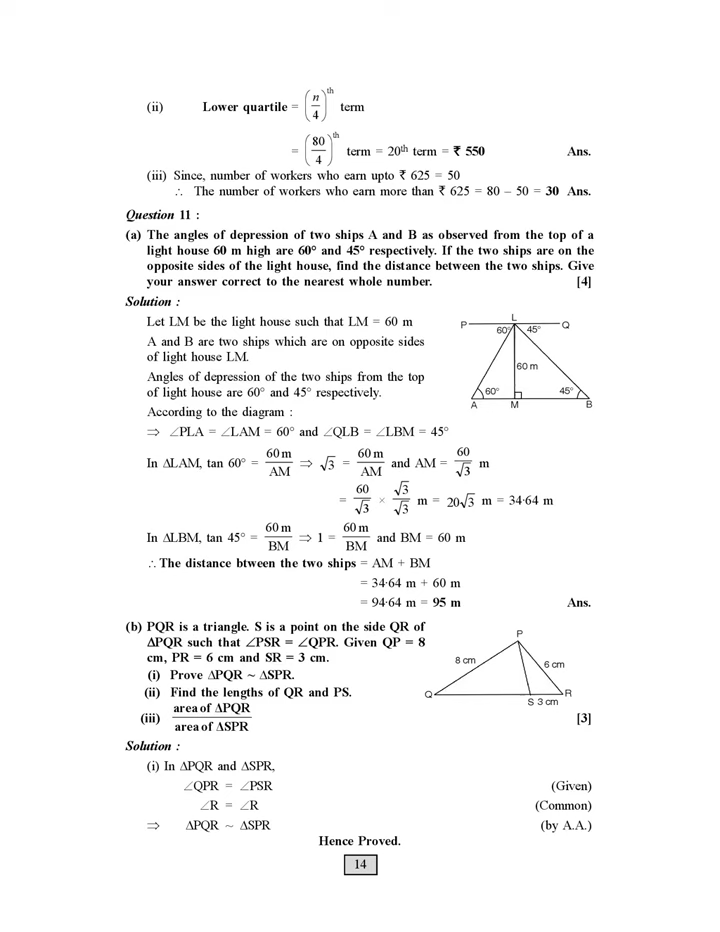 (ii) Lower quartile = (n/4)th term
= (80/4)th term = 20th term = ₹ 550 Ans.
(iii) Since, number of workers who earn upto ₹ 625 = 50
∴ The number of workers who earn more than ₹ 625 = 80 – 50 = 30 Ans.
Question 11 :
(a) The angles of depression of two ships A and B as observed from the top of a
light house 60 m high are 60° and 45° respectively. If the two ships are on the
opposite sides of the light house, find the distance between the two ships. Give
your answer correct to the nearest whole number. [4]
Solution :
Let LM be the light house such that LM = 60 m
A and B are two ships which are on opposite sides
of light house LM.
Angles of depression of the two ships from the top
of light house are 60° and 45° respectively.
According to the diagram :
L
P 60° 45° Q
60 m
60° 45°
A M B
⇒ ∠PLA = ∠LAM = 60° and ∠QLB = ∠LBM = 45°
In ΔLAM, tan 60° = 60 m/AM ⇒ √3 = 60 m/AM and AM = 60/√3 m
= 60/√3 × √3/√3 m = 20√3 m = 34·64 m
In ΔLBM, tan 45° = 60 m/BM ⇒ 1 = 60 m/BM and BM = 60 m
∴ The distance btween the two ships = AM + BM
= 34·64 m + 60 m
= 94·64 m = 95 m Ans.
(b) PQR is a triangle. S is a point on the side QR of
ΔPQR such that ∠PSR = ∠QPR. Given QP = 8
cm, PR = 6 cm and SR = 3 cm.
(i) Prove ΔPQR ~ ΔSPR.
(ii) Find the lengths of QR and PS.
(iii) area of ΔPQR/area of ΔSPR [3]
P
8 cm 6 cm
Q S 3 cm R
Solution :
(i) In ΔPQR and ΔSPR,
∠QPR = ∠PSR (Given)
∠R = ∠R (Common)
⇒ ΔPQR ~ ΔSPR (by A.A.)
Hence Proved.
14